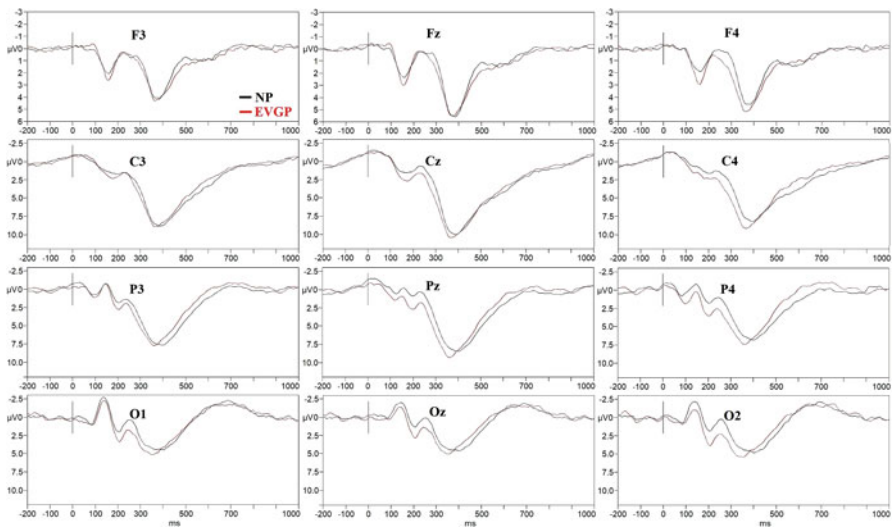 -3 -3 -3
-2 -2 -2
-1 F3 -1 Fz -1 F4
µV0 µV0 µV0
1 1 1
2 2 2
3 3 3
4 NP 4 4
5 EVGP 5 5
6 6 6
-200 -100 0 100 200 300 400 500 700 1000 -200 -100 0 100 200 300 400 500 700 1000 -200 -100 0 100 200 300 400 500 700 1000
-2.5 C3 -2.5 Cz -2.5 C4
µV0 µV0 µV0
2.5 2.5 2.5
5.0 5.0 5.0
7.5 7.5 7.5
10.0 10.0 10.0
-200 -100 0 100 200 300 400 500 700 1000 -200 -100 0 100 200 300 400 500 700 1000 -200 -100 0 100 200 300 400 500 700 1000
-2.5 P3 -2.5 Pz -2.5 P4
µV0 µV0 µV0
2.5 2.5 2.5
5.0 5.0 5.0
7.5 7.5 7.5
10.0 10.0 10.0
-200 -100 0 100 200 300 400 500 700 1000 -200 -100 0 100 200 300 400 500 700 1000 -200 -100 0 100 200 300 400 500 700 1000
-2.5 O1 -2.5 Oz -2.5 O2
µV0 µV0 µV0
2.5 2.5 2.5
5.0 5.0 5.0
7.5 7.5 7.5
10.0 10.0 10.0
-200 -100 0 100 200 300 400 500 700 1000 -200 -100 0 100 200 300 400 500 700 1000 -200 -100 0 100 200 300 400 500 700 1000
ms ms ms